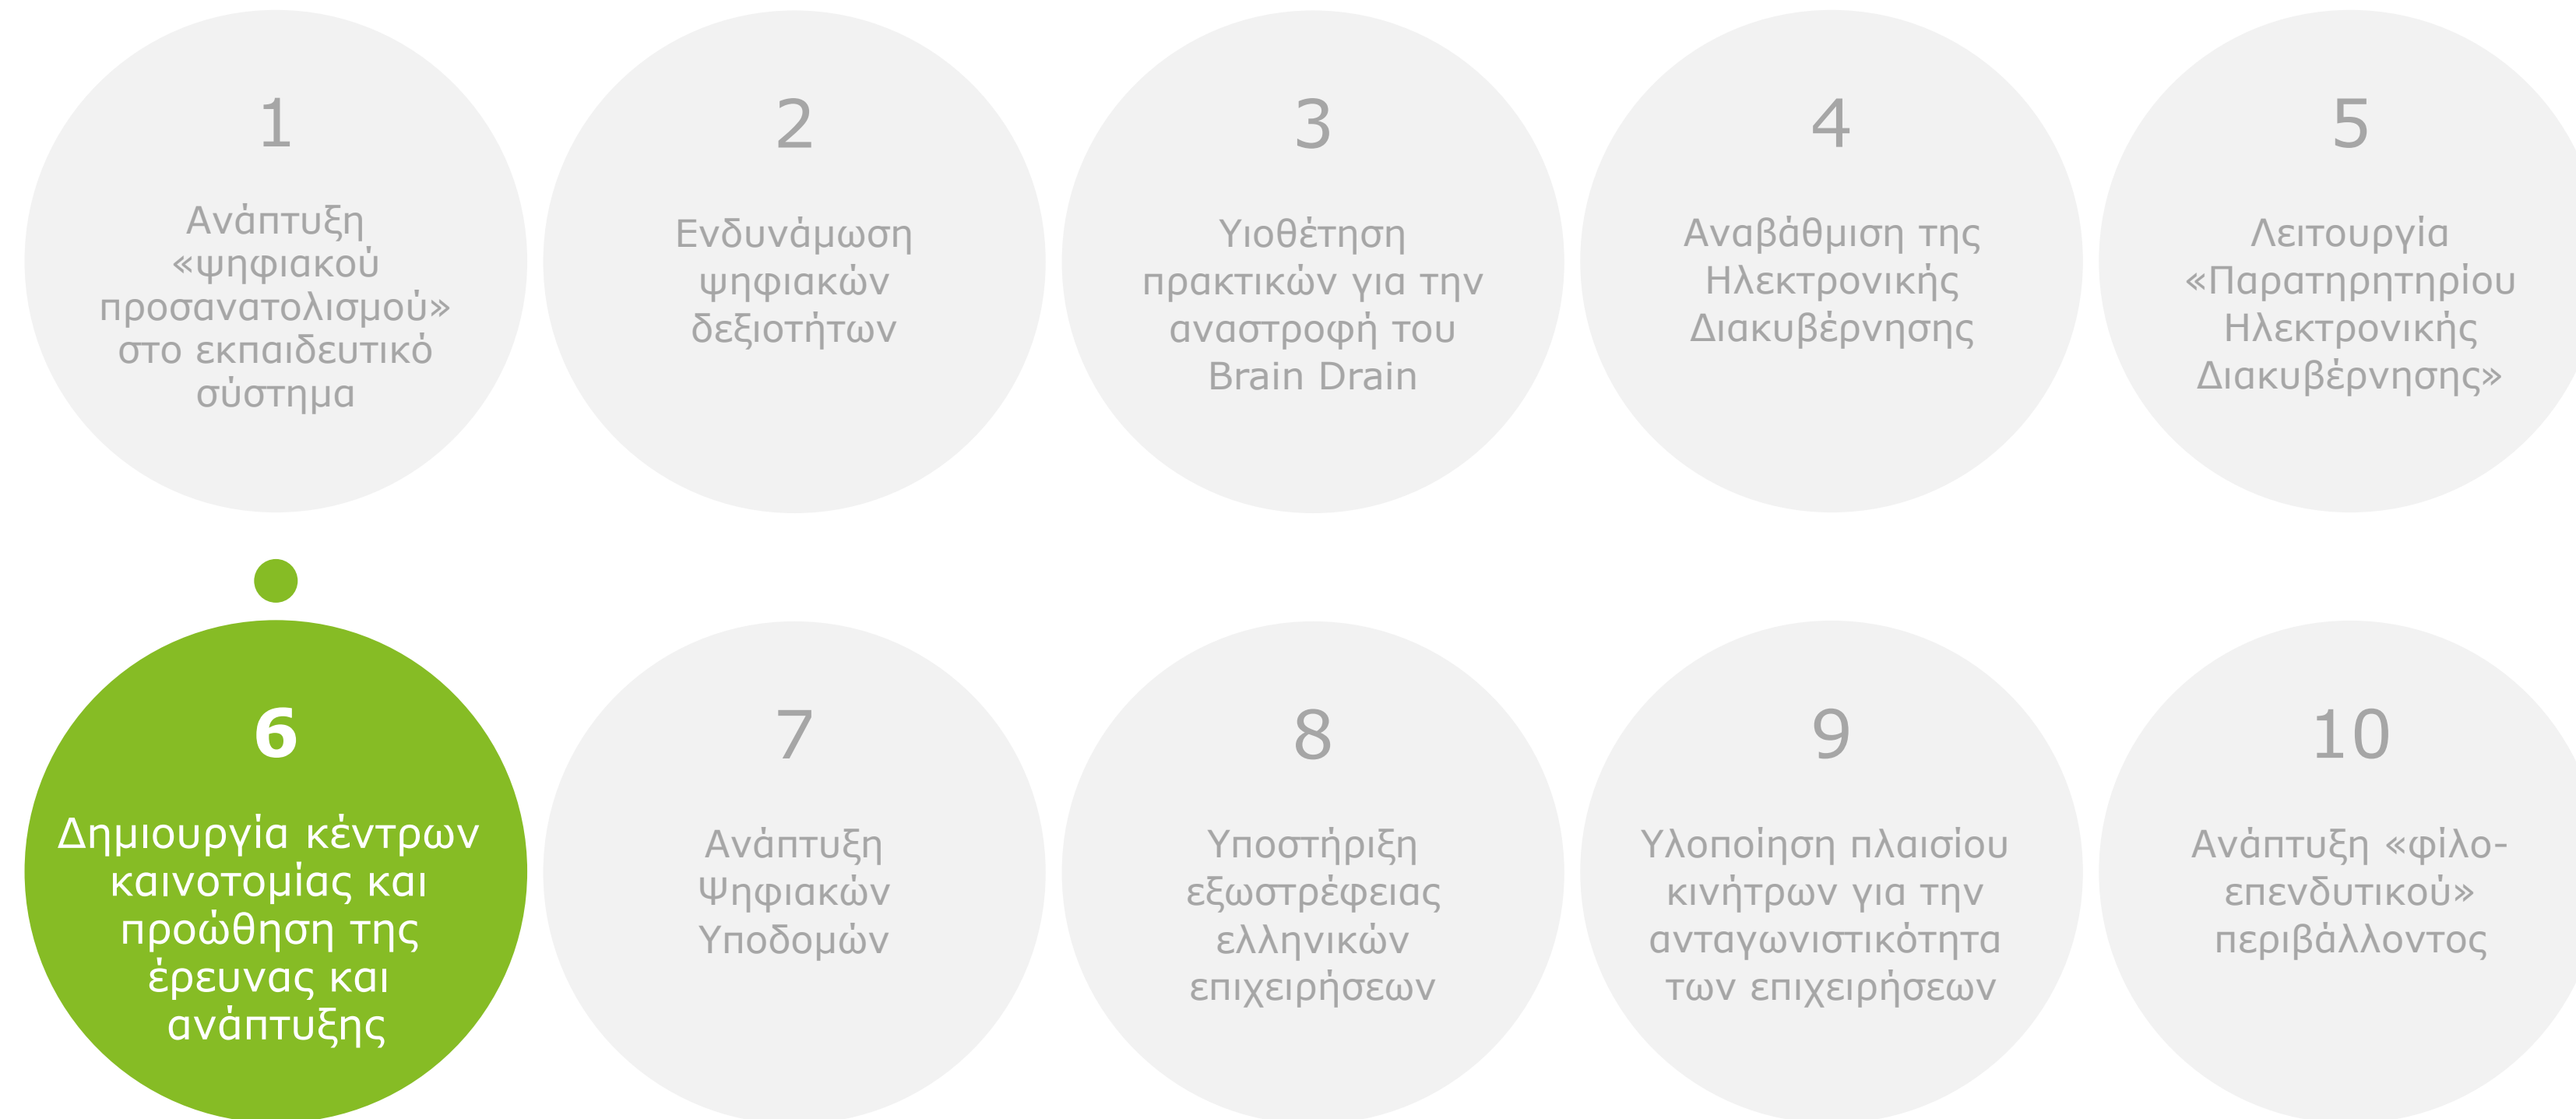 1
Ανάπτυξη
«ψηφιακού
προσανατολισμού»
στο εκπαιδευτικό
σύστημα
2
Ενδυνάμωση
ψηφιακών
δεξιοτήτων
3
Υιοθέτηση
πρακτικών για την
αναστροφή του
Brain Drain
4
Αναβάθμιση της
Ηλεκτρονικής
Διακυβέρνησης
5
Λειτουργία
«Παρατηρητηρίου
Ηλεκτρονικής
Διακυβέρνησης»
6
Δημιουργία κέντρων
καινοτομίας και
προώθηση της
έρευνας και
ανάπτυξης
7
Ανάπτυξη
Ψηφιακών
Υποδομών
8
Υποστήριξη
εξωστρέφειας
ελληνικών
επιχειρήσεων
9
Υλοποίηση πλαισίου
κινήτρων για την
ανταγωνιστικότητα
των επιχειρήσεων
10
Ανάπτυξη «φίλο-
επενδυτικού»
περιβάλλοντος